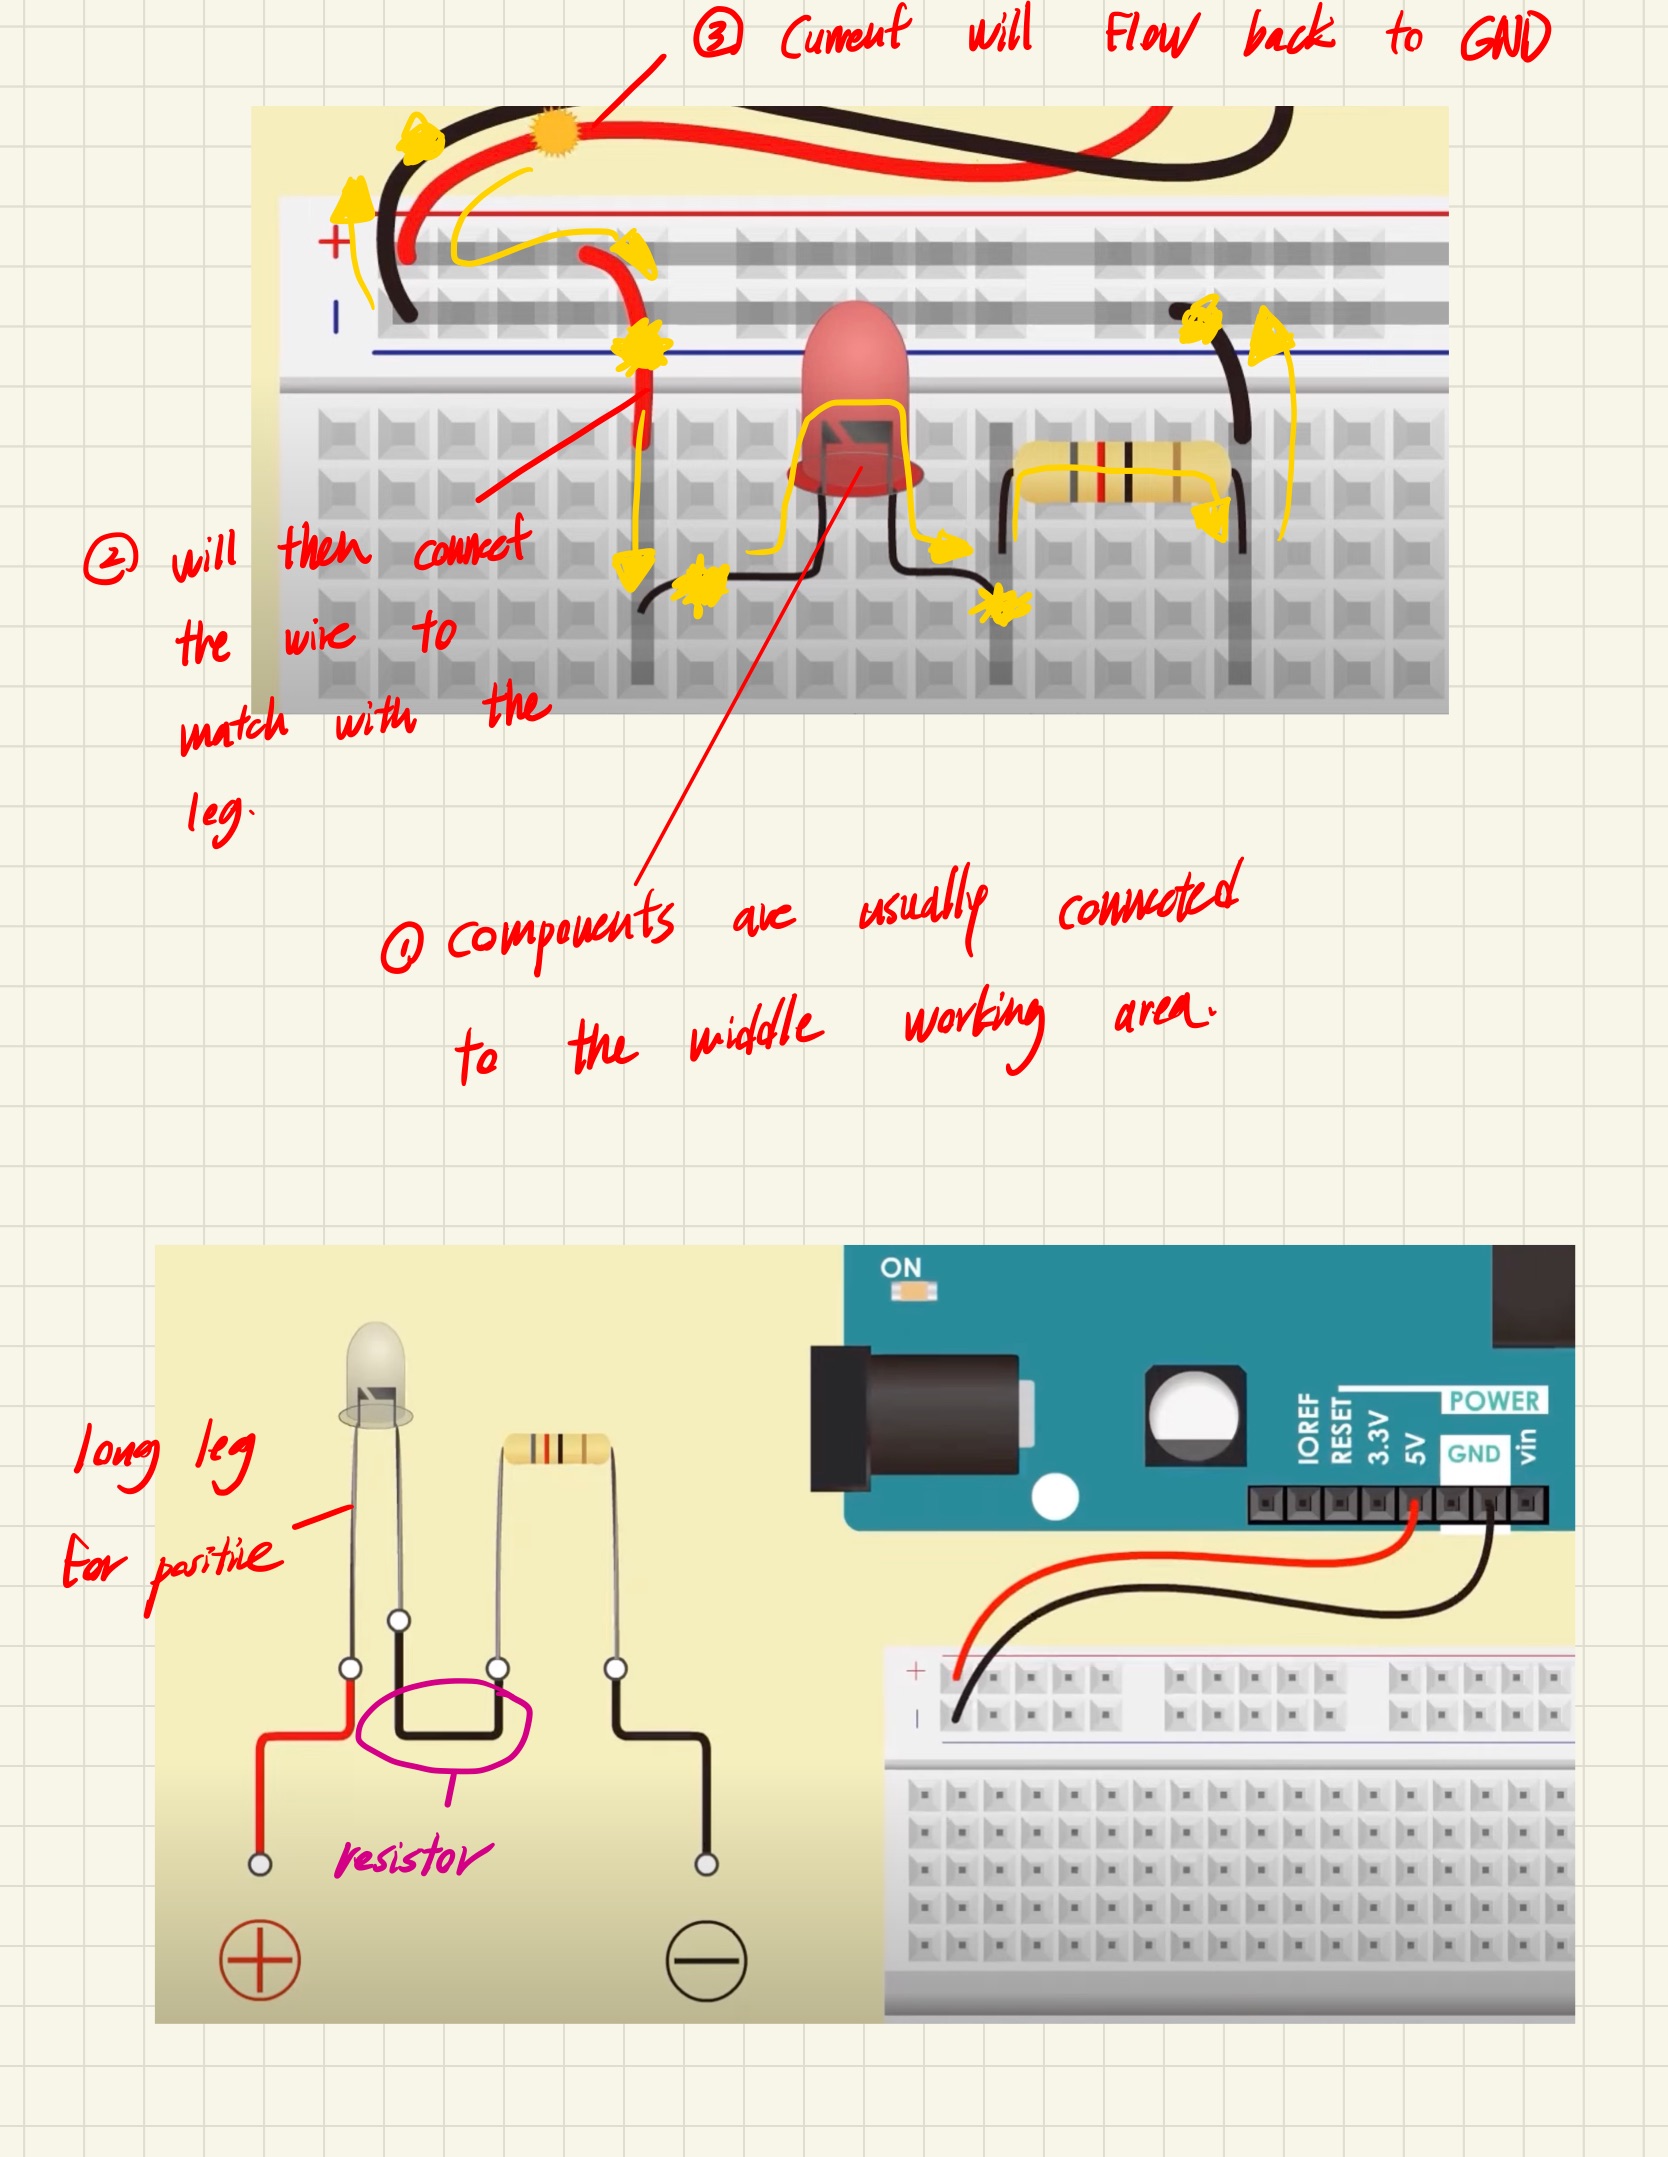 ③ Current will Flow back to GND
+
② will then connect
the wire to
match with the
leg.
① components are usually connected
to the middle working area.
ON
POWER
IOREF
RESET
3.3V
5V
GND
vin
long leg
For positive
resistor
+